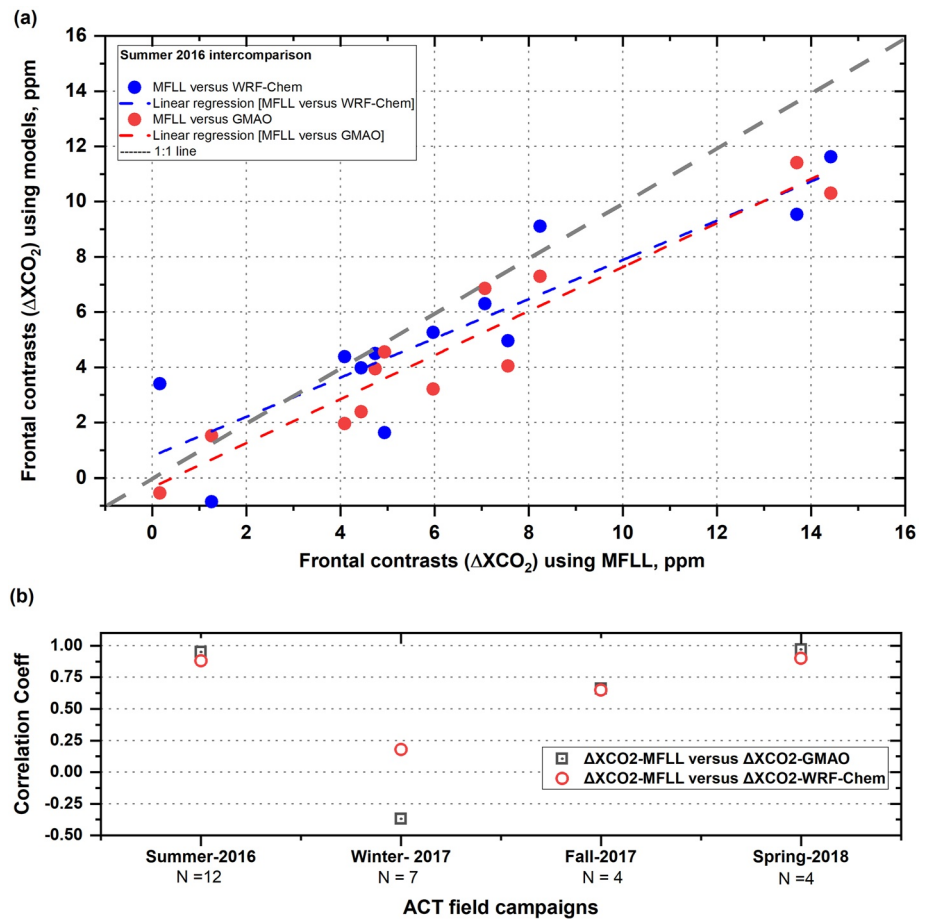 (a)
Frontal contrasts (ΔXCO₂) using models, ppm
16
14
12
10
8
6
4
2
0
Summer 2016 intercomparison
MFLL versus WRF-Chem
Linear regression [MFLL versus WRF-Chem]
MFLL versus GMAO
Linear regression [MFLL versus GMAO]
1:1 line
0 2 4 6 8 10 12 14 16
Frontal contrasts (ΔXCO₂) using MFLL, ppm
(b)
Correlation Coeff
1.00
0.75
0.50
0.25
0.00
-0.25
-0.50
ΔXCO2-MFLL versus ΔXCO2-GMAO
ΔXCO2-MFLL versus ΔXCO2-WRF-Chem
Summer-2016 Winter- 2017 Fall-2017 Spring-2018
N =12 N = 7 N = 4 N =4
ACT field campaigns